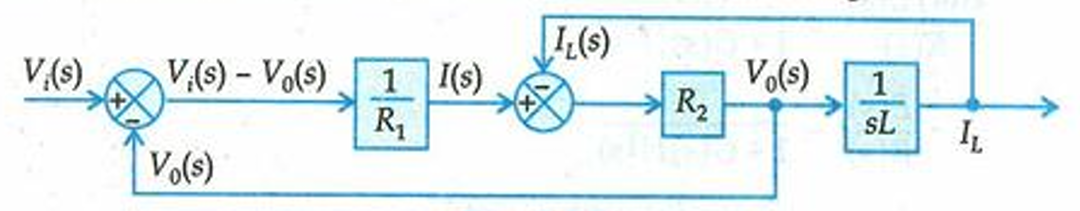 I_L(s)
V_i(s)
V_i(s) – V_0(s)
1
R_1
I(s)
R_2
V_0(s)
1
sL
+
–
+
–
I_L
V_0(s)